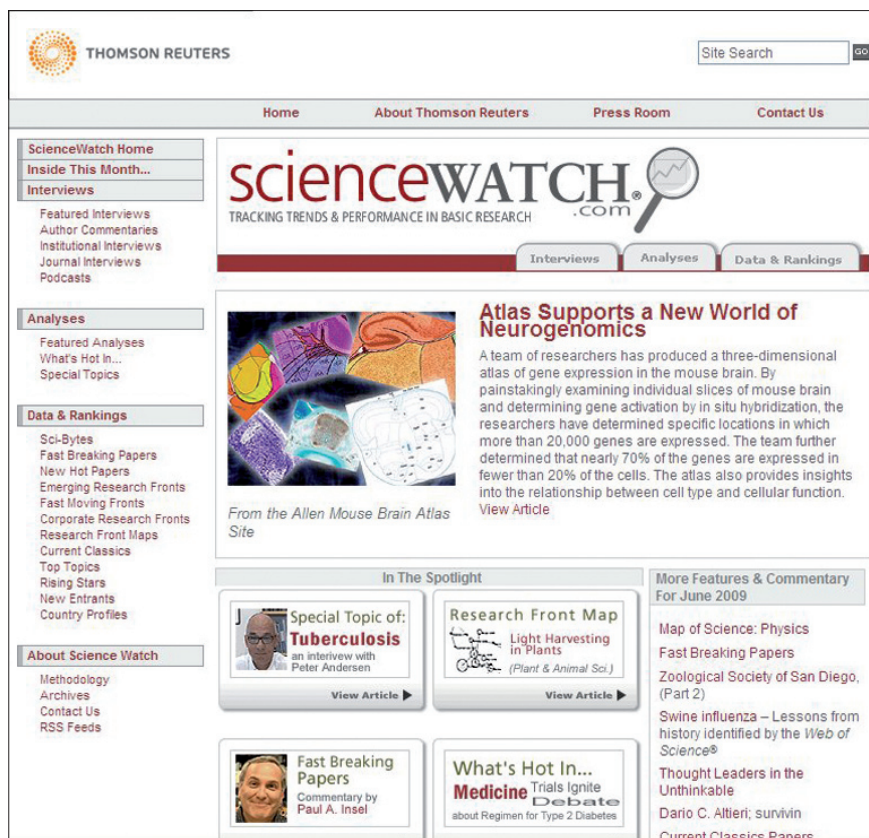 THOMSON REUTERS
Site Search
GO
Home About Thomson Reuters Press Room Contact Us
ScienceWatch Home
Inside This Month...
Interviews
Featured Interviews
Author Commentaries
Institutional Interviews
Journal Interviews
Podcasts
Analyses
Featured Analyses
What's Hot In...
Special Topics
Data & Rankings
Sci-Bytes
Fast Breaking Papers
New Hot Papers
Emerging Research Fronts
Fast Moving Fronts
Corporate Research Fronts
Research Front Maps
Current Classics
Top Topics
Rising Stars
New Entrants
Country Profiles
About Science Watch
Methodology
Archives
Contact Us
RSS Feeds
scienceWATCH®
.com
TRACKING TRENDS & PERFORMANCE IN BASIC RESEARCH
Interviews Analyses Data & Rankings
From the Allen Mouse Brain Atlas
Site
Atlas Supports a New World of
Neurogenomics
A team of researchers has produced a three-dimensional
atlas of gene expression in the mouse brain. By
painstakingly examining individual slices of mouse brain
and determining gene activation by in situ hybridization, the
researchers have determined specific locations in which
more than 20,000 genes are expressed. The team further
determined that nearly 70% of the genes are expressed in
fewer than 20% of the cells. The atlas also provides insights
into the relationship between cell type and cellular function.
View Article
In The Spotlight
Special Topic of:
Tuberculosis
an interivew with
Peter Andersen
View Article
Research Front Map
Light Harvesting
in Plants
(Plant & Animal Sci.)
View Article
Fast Breaking
Papers
Commentary by
Paul A. Insel
What's Hot In...
Medicine Trials Ignite
Debate
about Regimen for Type 2 Diabetes
More Features & Commentary
For June 2009
Map of Science: Physics
Fast Breaking Papers
Zoological Society of San Diego,
(Part 2)
Swine influenza – Lessons from
history identified by the Web of
Science®
Thought Leaders in the
Unthinkable
Dario C. Altieri; survivin
Current Classics Papers